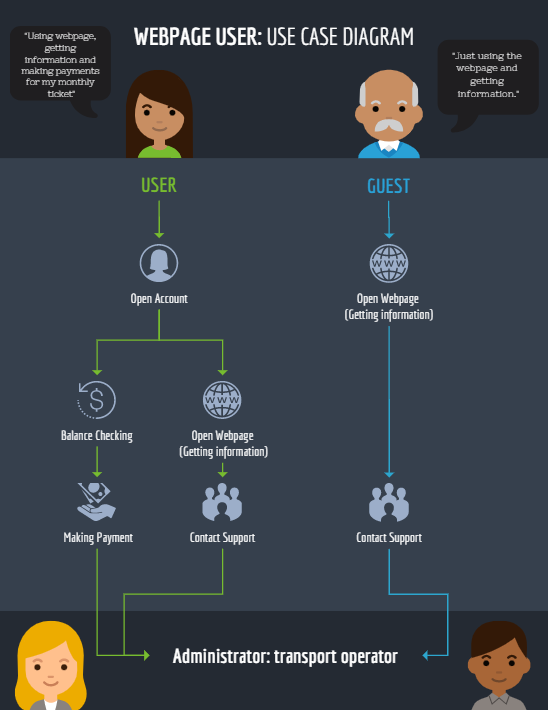 WEBPAGE USER: USE CASE DIAGRAM
"Using webpage,
getting
information and
making payments
for my monthly
ticket"
"Just using the
webpage and
getting
information."
USER
GUEST
WWW
Open Account
Open Webpage
(Getting information)
$
WWW
Balance Checking
Open Webpage
(Getting information)
Making Payment
Contact Support
Contact Support
Administrator: transport operator